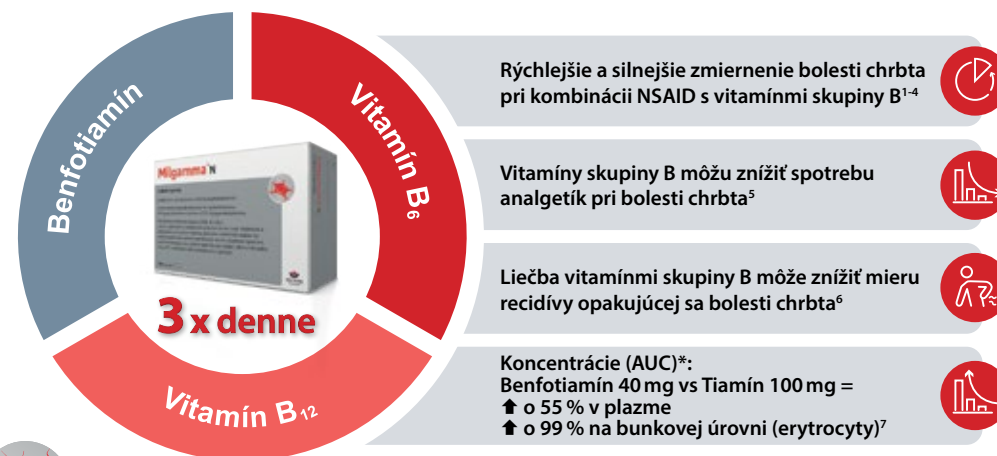 Benfotiamín
Vitamín B₆
Vitamín B₁₂
Milgamma® N
3 x denne
Rýchlejšie a silnejšie zmiernenie bolesti chrbta
pri kombinácii NSAID s vitamínmi skupiny B¹⁻⁴
Vitamíny skupiny B môžu znížiť spotrebu
analgetík pri bolesti chrbta⁵
Liečba vitamínmi skupiny B môže znížiť mieru
recidívy opakujúcej sa bolesti chrbta⁶
Koncentrácie (AUC)*:
Benfotiamín 40 mg vs Tiamín 100 mg =
⬆ o 55 % v plazme
⬆ o 99 % na bunkovej úrovni (erytrocyty)⁷